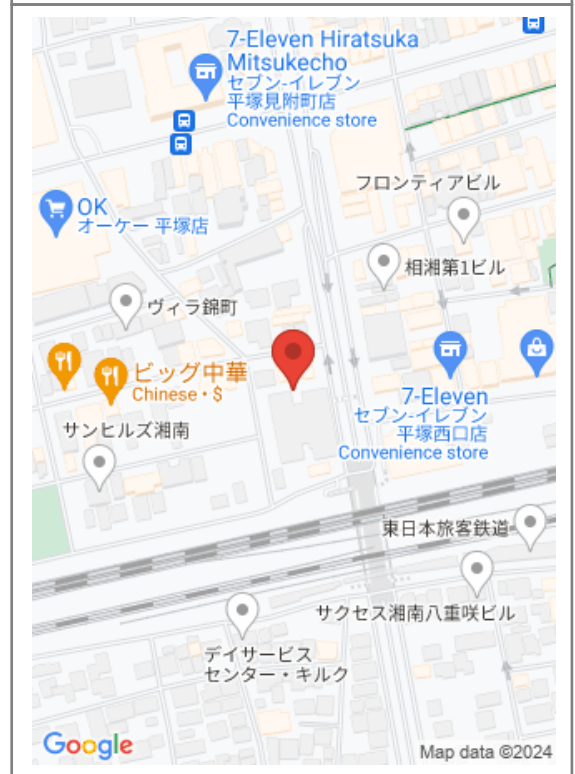 7-Eleven Hiratsuka
Mitsukecho
セブン-イレブン
平塚見附町店
Convenience store
フロンティアビル
OK
オーケー 平塚店
相湘第1ビル
ヴィラ錦町
ビッグ中華
Chinese・$
7-Eleven
セブン-イレブン
平塚西口店
Convenience store
サンヒルズ湘南
東日本旅客鉄道
サクセス湘南八重咲ビル
デイサービス
センター・キルク
Google
Map data ©2024